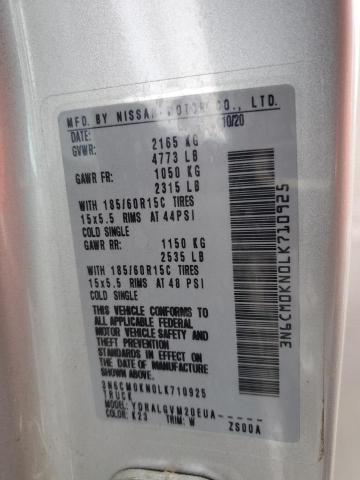 MFD. BY NISSAN MOTOR CO., LTD.
DATE: 10/20
GVWR: 2165 KG
4773 LB
GAWR FR: 1050 KG
2315 LB
WITH 185/60R15C TIRES
15x5.5 RIMS AT 44PSI
COLD SINGLE
GAWR RR: 1150 KG
2535 LB
WITH 185/60R15C TIRES
15x5.5 RIMS AT 48 PSI
COLD SINGLE
THIS VEHICLE CONFORMS TO
ALL APPLICABLE FEDERAL
MOTOR VEHICLE SAFETY AND
THEFT PREVENTION
STANDARDS IN EFFECT ON
THE DATE OF MANUFACTURE
SHOWN ABOVE.
3N6CM0KN0LK710925
TRUCK
MODEL: YDRALGVM20EUA-----
COLOR: K23 TRIM: W ZS00A
3N6CM0KN0LK710925